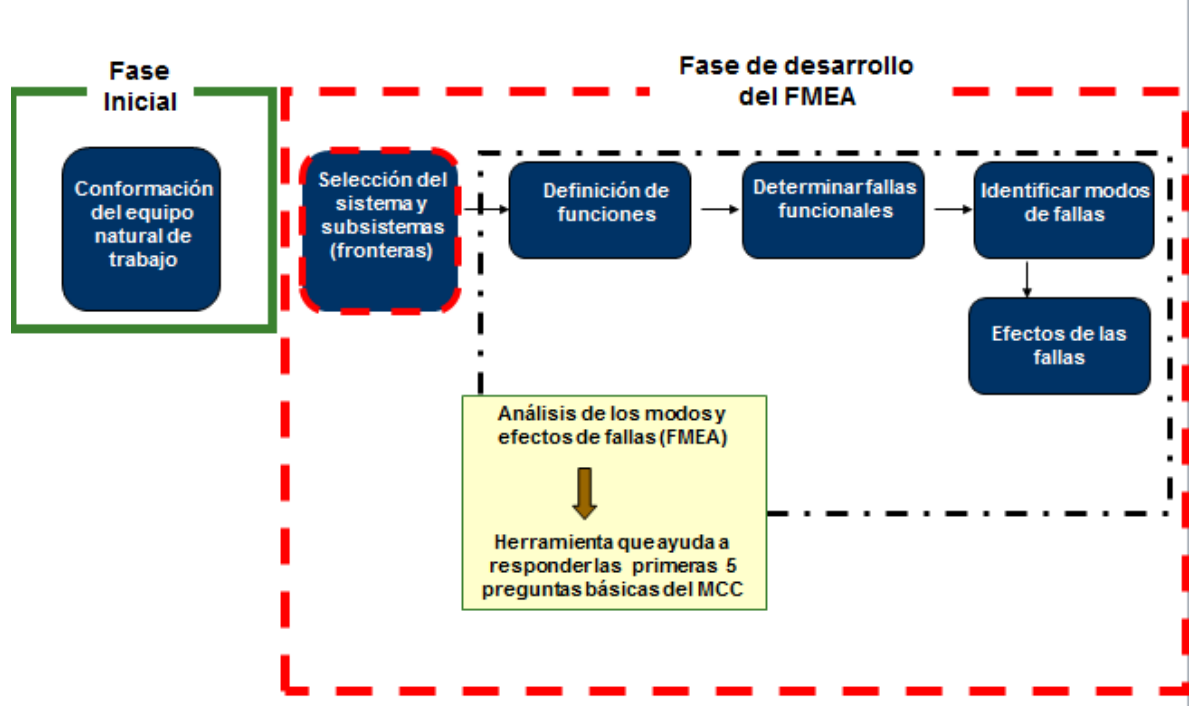 Fase
Inicial
Fase de desarrollo
del FMEA
Conformación
del equipo
natural de
trabajo
Selección del
sistema y
subsistemas
(fronteras)
Definición de
funciones
Determinar fallas
funcionales
Identificar modos
de fallas
Efectos de las
fallas
Análisis de los modos y
efectos de fallas (FMEA)
Herramienta que ayuda a
responder las primeras 5
preguntas básicas del MCC